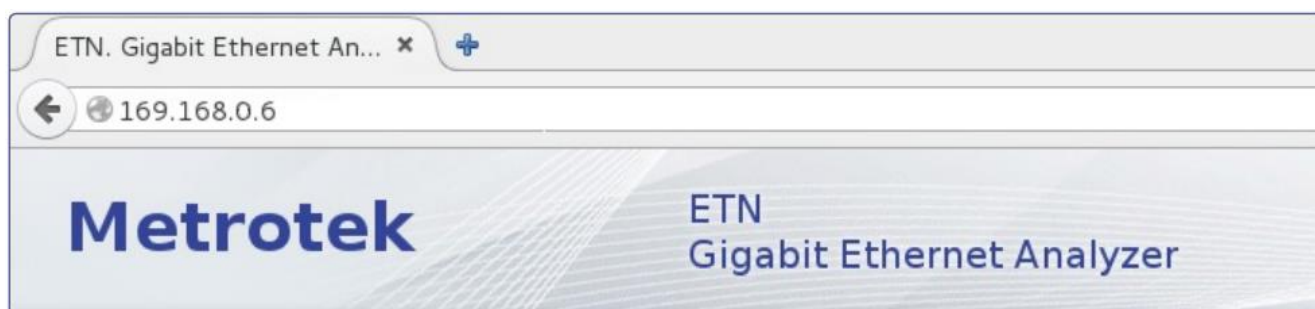 ETN. Gigabit Ethernet An...
169.168.0.6
Metrotek
ETN
Gigabit Ethernet Analyzer